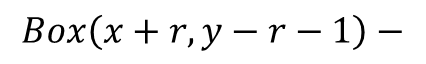 Box(x + r, y − r − 1) −